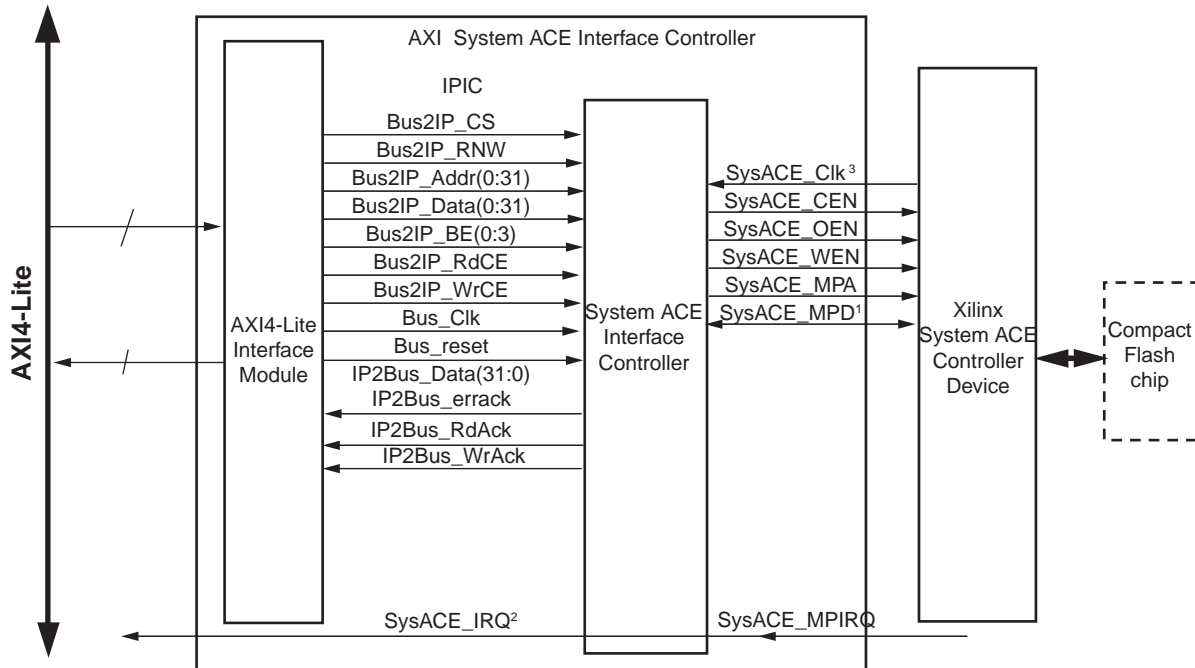 AXI System ACE Interface Controller
IPIC
Bus2IP_CS
Bus2IP_RNW
Bus2IP_Addr(0:31)
Bus2IP_Data(0:31)
Bus2IP_BE(0:3)
Bus2IP_RdCE
Bus2IP_WrCE
Bus_Clk
Bus_reset
IP2Bus_Data(31:0)
IP2Bus_errack
IP2Bus_RdAck
IP2Bus_WrAck
AXI4-Lite
AXI4-Lite
Interface
Module
System ACE
Interface
Controller
SysACE_Clk³
SysACE_CEN
SysACE_OEN
SysACE_WEN
SysACE_MPA
SysACE_MPD¹
Xilinx
System ACE
Controller
Device
Compact
Flash
chip
SysACE_IRQ²
SysACE_MPIRQ